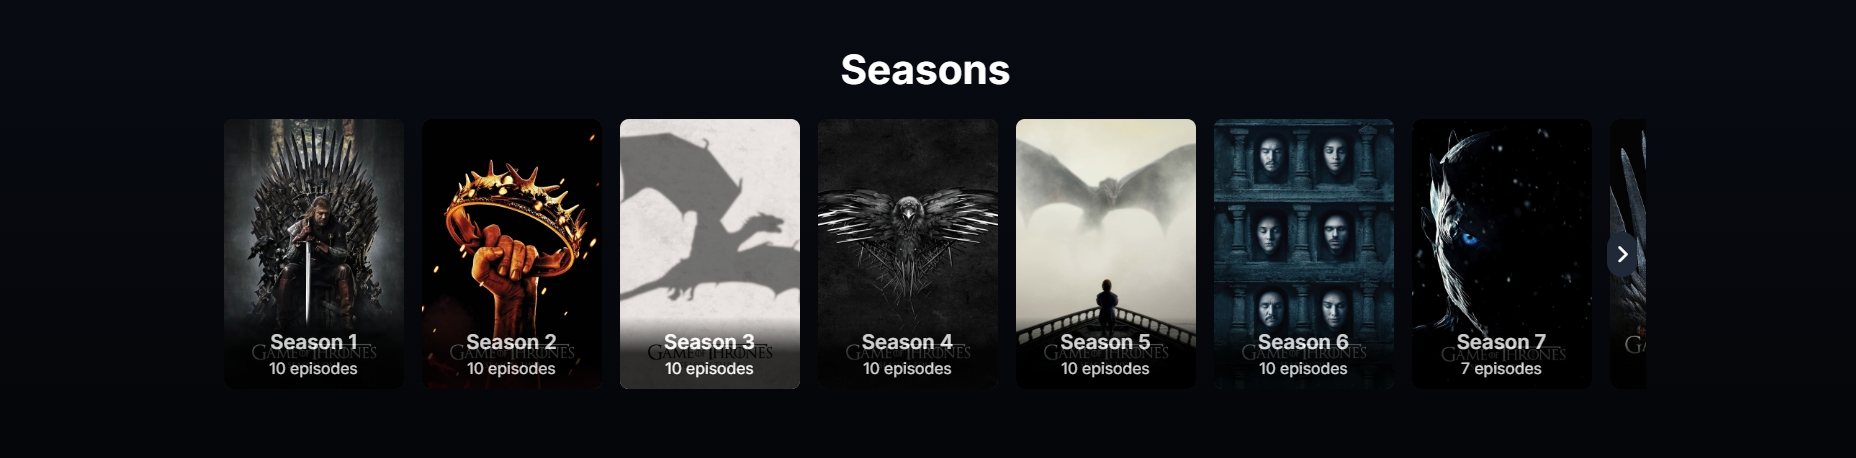 Seasons
Season 1
GAME OF THRONES
10 episodes
Season 2
GAME OF THRONES
10 episodes
Season 3
GAME OF THRONES
10 episodes
Season 4
GAME OF THRONES
10 episodes
Season 5
GAME OF THRONES
10 episodes
Season 6
GAME OF THRONES
10 episodes
Season 7
GAME OF THRONES
7 episodes